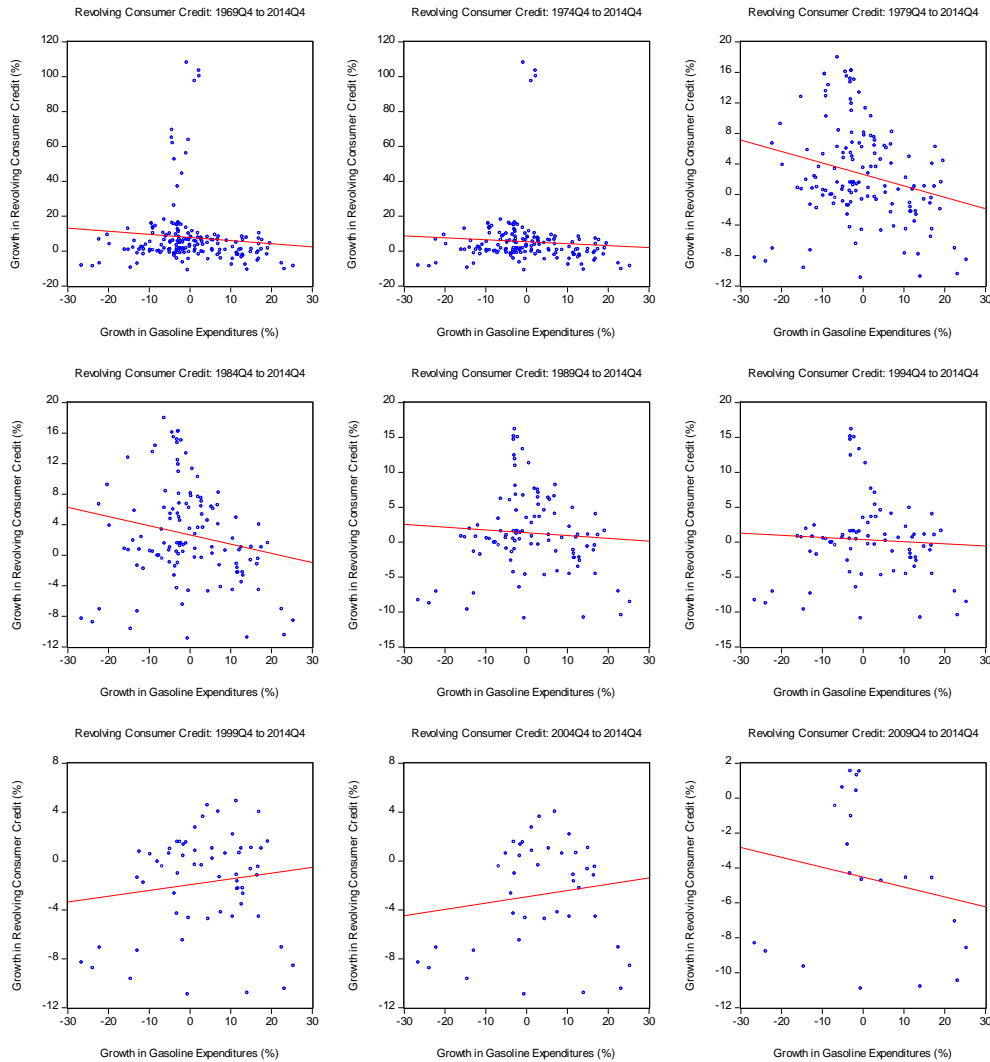 Revolving Consumer Credit: 1969Q4 to 2014Q4
Growth in Revolving Consumer Credit (%)
120
100
80
60
40
20
0
-20
-30 -20 -10 0 10 20 30
Growth in Gasoline Expenditures (%)
Revolving Consumer Credit: 1974Q4 to 2014Q4
Growth in Revolving Consumer Credit (%)
120
100
80
60
40
20
0
-20
-30 -20 -10 0 10 20 30
Growth in Gasoline Expenditures (%)
Revolving Consumer Credit: 1979Q4 to 2014Q4
Growth in Revolving Consumer Credit (%)
20
16
12
8
4
0
-4
-8
-12
-30 -20 -10 0 10 20 30
Growth in Gasoline Expenditures (%)
Revolving Consumer Credit: 1984Q4 to 2014Q4
Growth in Revolving Consumer Credit (%)
20
16
12
8
4
0
-4
-8
-12
-30 -20 -10 0 10 20 30
Growth in Gasoline Expenditures (%)
Revolving Consumer Credit: 1989Q4 to 2014Q4
Growth in Revolving Consumer Credit (%)
20
15
10
5
0
-5
-10
-15
-30 -20 -10 0 10 20 30
Growth in Gasoline Expenditures (%)
Revolving Consumer Credit: 1994Q4 to 2014Q4
Growth in Revolving Consumer Credit (%)
20
15
10
5
0
-5
-10
-15
-30 -20 -10 0 10 20 30
Growth in Gasoline Expenditures (%)
Revolving Consumer Credit: 1999Q4 to 2014Q4
Growth in Revolving Consumer Credit (%)
8
4
0
-4
-8
-12
-30 -20 -10 0 10 20 30
Growth in Gasoline Expenditures (%)
Revolving Consumer Credit: 2004Q4 to 2014Q4
Growth in Revolving Consumer Credit (%)
8
4
0
-4
-8
-12
-30 -20 -10 0 10 20 30
Growth in Gasoline Expenditures (%)
Revolving Consumer Credit: 2009Q4 to 2014Q4
Growth in Revolving Consumer Credit (%)
2
0
-2
-4
-6
-8
-10
-12
-30 -20 -10 0 10 20 30
Growth in Gasoline Expenditures (%)